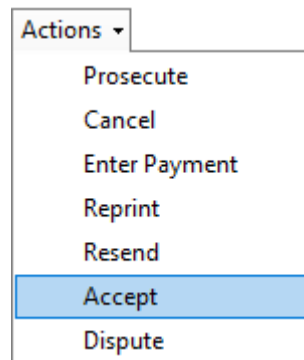 Actions
Prosecute
Cancel
Enter Payment
Reprint
Resend
Accept
Dispute